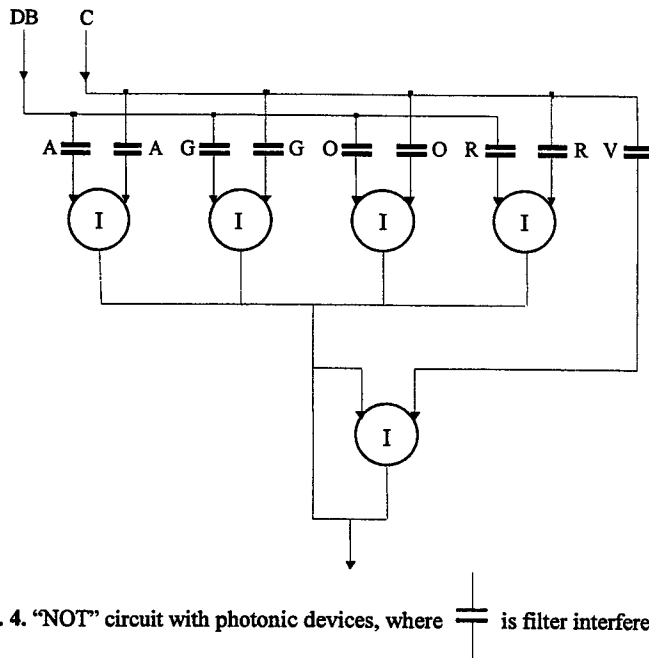 DB C
A A G G O O R R V
I I I I
I
. 4. “NOT” circuit with photonic devices, where is filter interfere